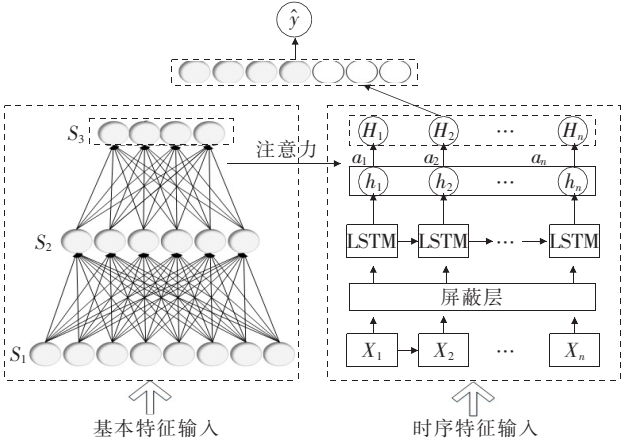 ŷ
S₃
H₁ H₂ ··· Hₙ
注意力
a₁ a₂ aₙ
h₁ h₂ ··· hₙ
S₂
LSTM LSTM ··· LSTM
屏蔽层
S₁
X₁ X₂ ··· Xₙ
基本特征输入 时序特征输入